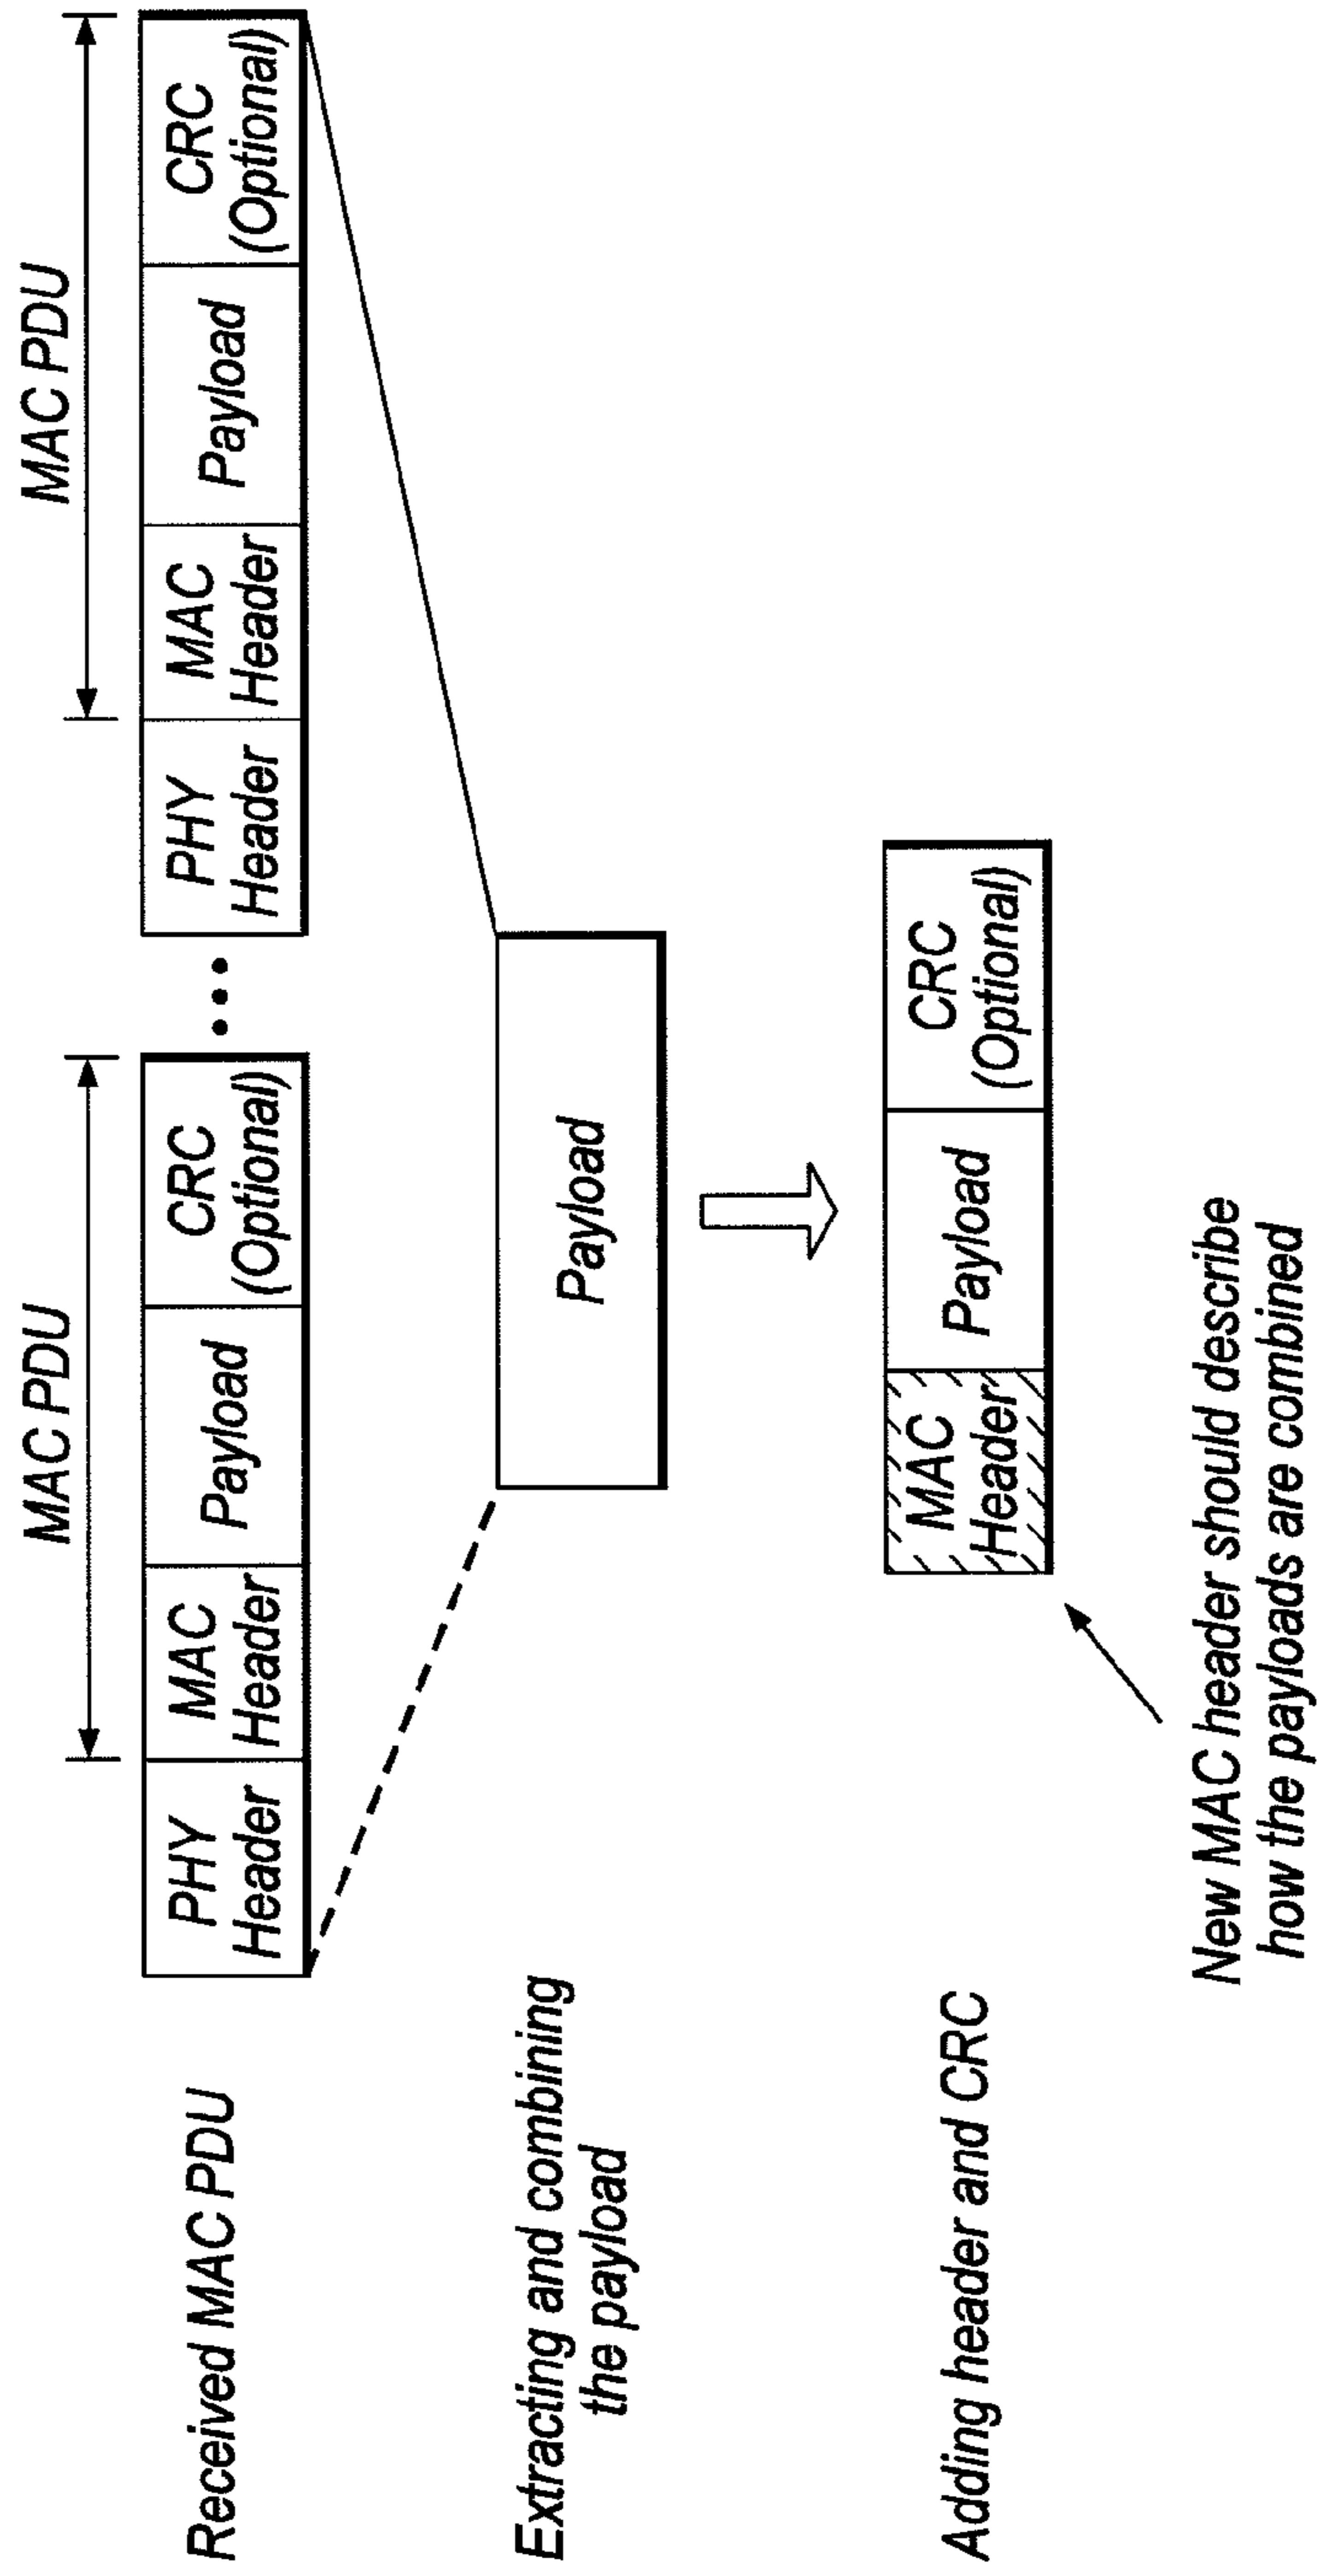 MAC PDU
MAC PDU
Received MAC PDU
PHY
Header
MAC
Header
Payload
CRC
(Optional)
PHY
Header
MAC
Header
Payload
CRC
(Optional)
Extracting and combining
the payload
Payload
Adding header and CRC
MAC
Header
Payload
CRC
(Optional)
New MAC header should describe
how the payloads are combined